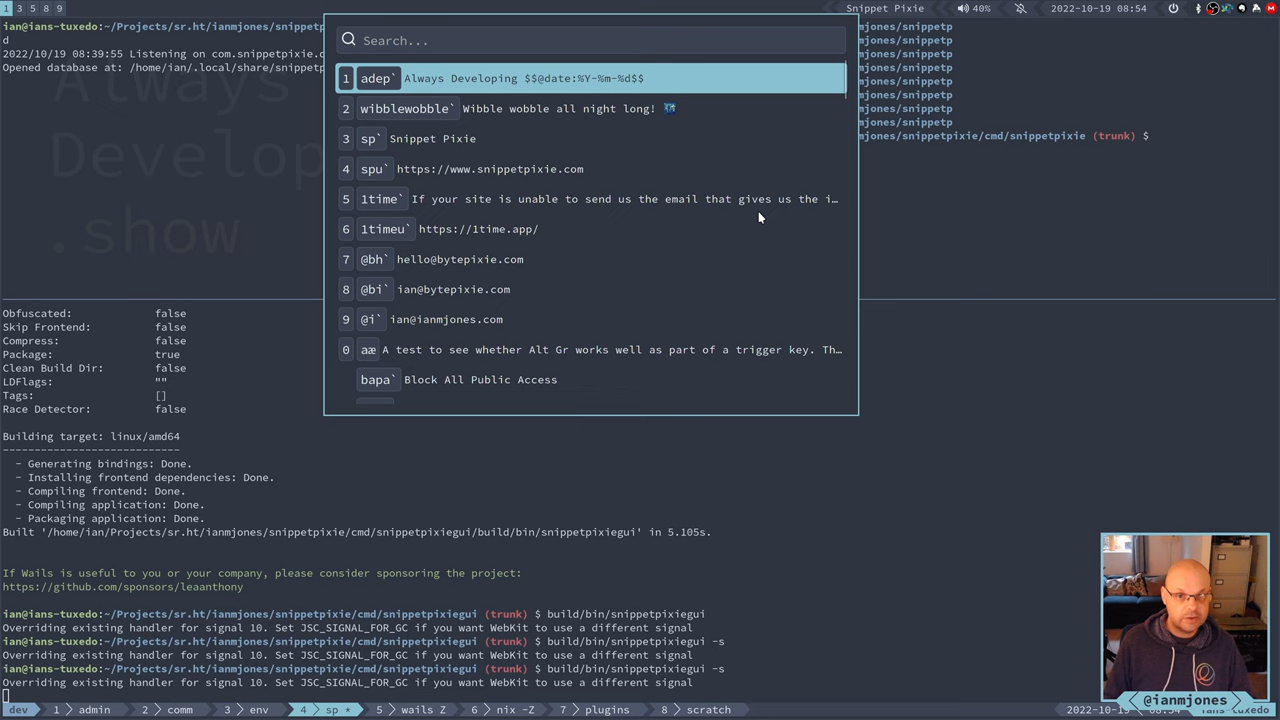 1 3 5 8 9
Snippet Pixie
40%
2022-10-19 08:54
ian@ians-tuxedo:~/Projects/sr.ht/ianmjones/snippetp
d
2022/10/19 08:39:55 Listening on com.snippetpixie
Opened database at: /home/ian/.local/share/snippetp
Always
Develop
.show
mjones/snippetp
mjones/snippetp
mjones/snippetp
mjones/snippetp
mjones/snippetp
mjones/snippetp
mjones/snippetp
mjones/snippetp
mjones/snippetpixie/cmd/snippetpixie (trunk) $
Search...
1 adep` Always Developing $$@date:%Y-%m-%d$$
2 wibblewobble` Wibble wobble all night long! 🌃
3 sp` Snippet Pixie
4 spu` https://www.snippetpixie.com
5 1time` If your site is unable to send us the email that gives us the i…
6 1timeu` https://1time.app/
7 @bh` hello@bytepixie.com
8 @bi` ian@bytepixie.com
9 @i` ian@ianmjones.com
0 aæ A test to see whether Alt Gr works well as part of a trigger key. Th…
bapa` Block All Public Access
Obfuscated: false
Skip Frontend: false
Compress: false
Package: true
Clean Build Dir: false
LDFlags: ""
Tags: []
Race Detector: false
Building target: linux/amd64
----------------------------
- Generating bindings: Done.
- Installing frontend dependencies: Done.
- Compiling frontend: Done.
- Compiling application: Done.
- Packaging application: Done.
Built '/home/ian/Projects/sr.ht/ianmjones/snippetpixie/cmd/snippetpixiegui/build/bin/snippetpixiegui' in 5.105s.
If Wails is useful to you or your company, please consider sponsoring the project:
https://github.com/sponsors/leaanthony
ian@ians-tuxedo:~/Projects/sr.ht/ianmjones/snippetpixie/cmd/snippetpixiegui (trunk) $ build/bin/snippetpixiegui
Overriding existing handler for signal 10. Set JSC_SIGNAL_FOR_GC if you want WebKit to use a different signal
ian@ians-tuxedo:~/Projects/sr.ht/ianmjones/snippetpixie/cmd/snippetpixiegui (trunk) $ build/bin/snippetpixiegui -s
Overriding existing handler for signal 10. Set JSC_SIGNAL_FOR_GC if you want WebKit to use a different signal
ian@ians-tuxedo:~/Projects/sr.ht/ianmjones/snippetpixie/cmd/snippetpixiegui (trunk) $ build/bin/snippetpixiegui -s
Overriding existing handler for signal 10. Set JSC_SIGNAL_FOR_GC if you want WebKit to use a different signal
@ianmjones
dev 1 admin 2 comm 3 env 4 sp * 5 wails Z 6 nix -Z 7 plugins 8 scratch
2022-10-19